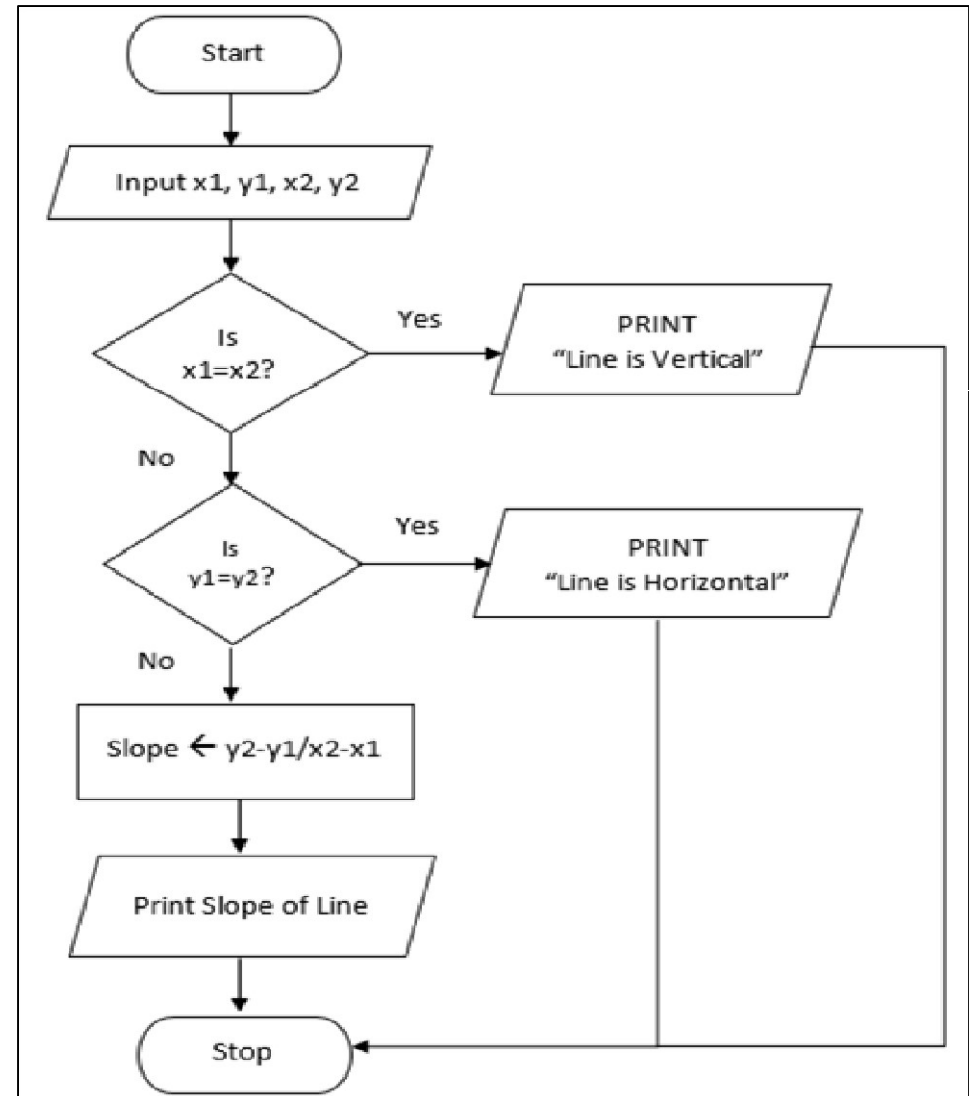 Start
Input x1, y1, x2, y2
Is
x1=x2?
Yes
PRINT
“Line is Vertical”
No
Is
y1=y2?
Yes
PRINT
“Line is Horizontal”
No
Slope ← y2-y1/x2-x1
Print Slope of Line
Stop